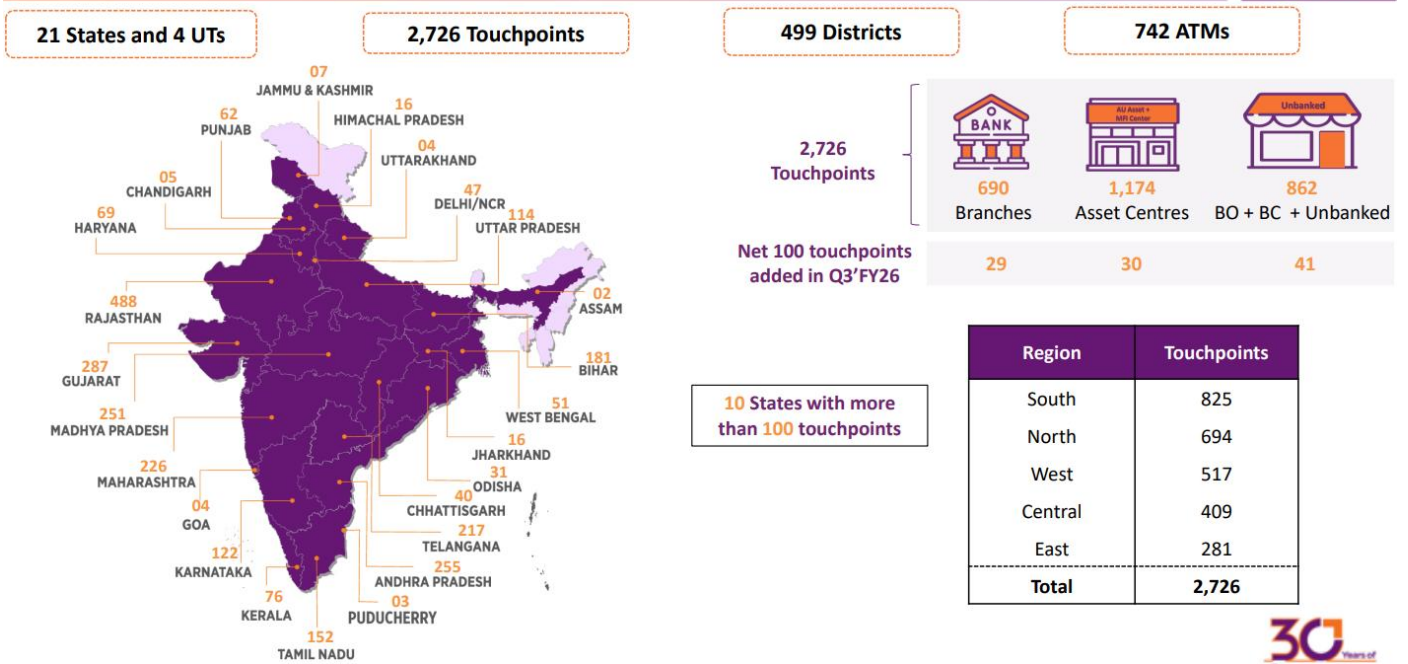 21 States and 4 UTs
2,726 Touchpoints
499 Districts
742 ATMs
07
JAMMU & KASHMIR
16
HIMACHAL PRADESH
62
PUNJAB
04
UTTARAKHAND
05
CHANDIGARH
47
DELHI/NCR
69
HARYANA
114
UTTAR PRADESH
488
RAJASTHAN
02
ASSAM
287
GUJARAT
181
BIHAR
251
MADHYA PRADESH
51
WEST BENGAL
226
MAHARASHTRA
16
JHARKHAND
31
ODISHA
04
GOA
40
CHHATTISGARH
217
TELANGANA
122
KARNATAKA
255
ANDHRA PRADESH
76
KERALA
03
PUDUCHERRY
152
TAMIL NADU
2,726
Touchpoints
BANK
AU Asset +
MFI Center
Unbanked
690
Branches
1,174
Asset Centres
862
BO + BC + Unbanked
Net 100 touchpoints
added in Q3'FY26
29
30
41
10 States with more
than 100 touchpoints
Region Touchpoints
South 825
North 694
West 517
Central 409
East 281
Total 2,726
30 Years of